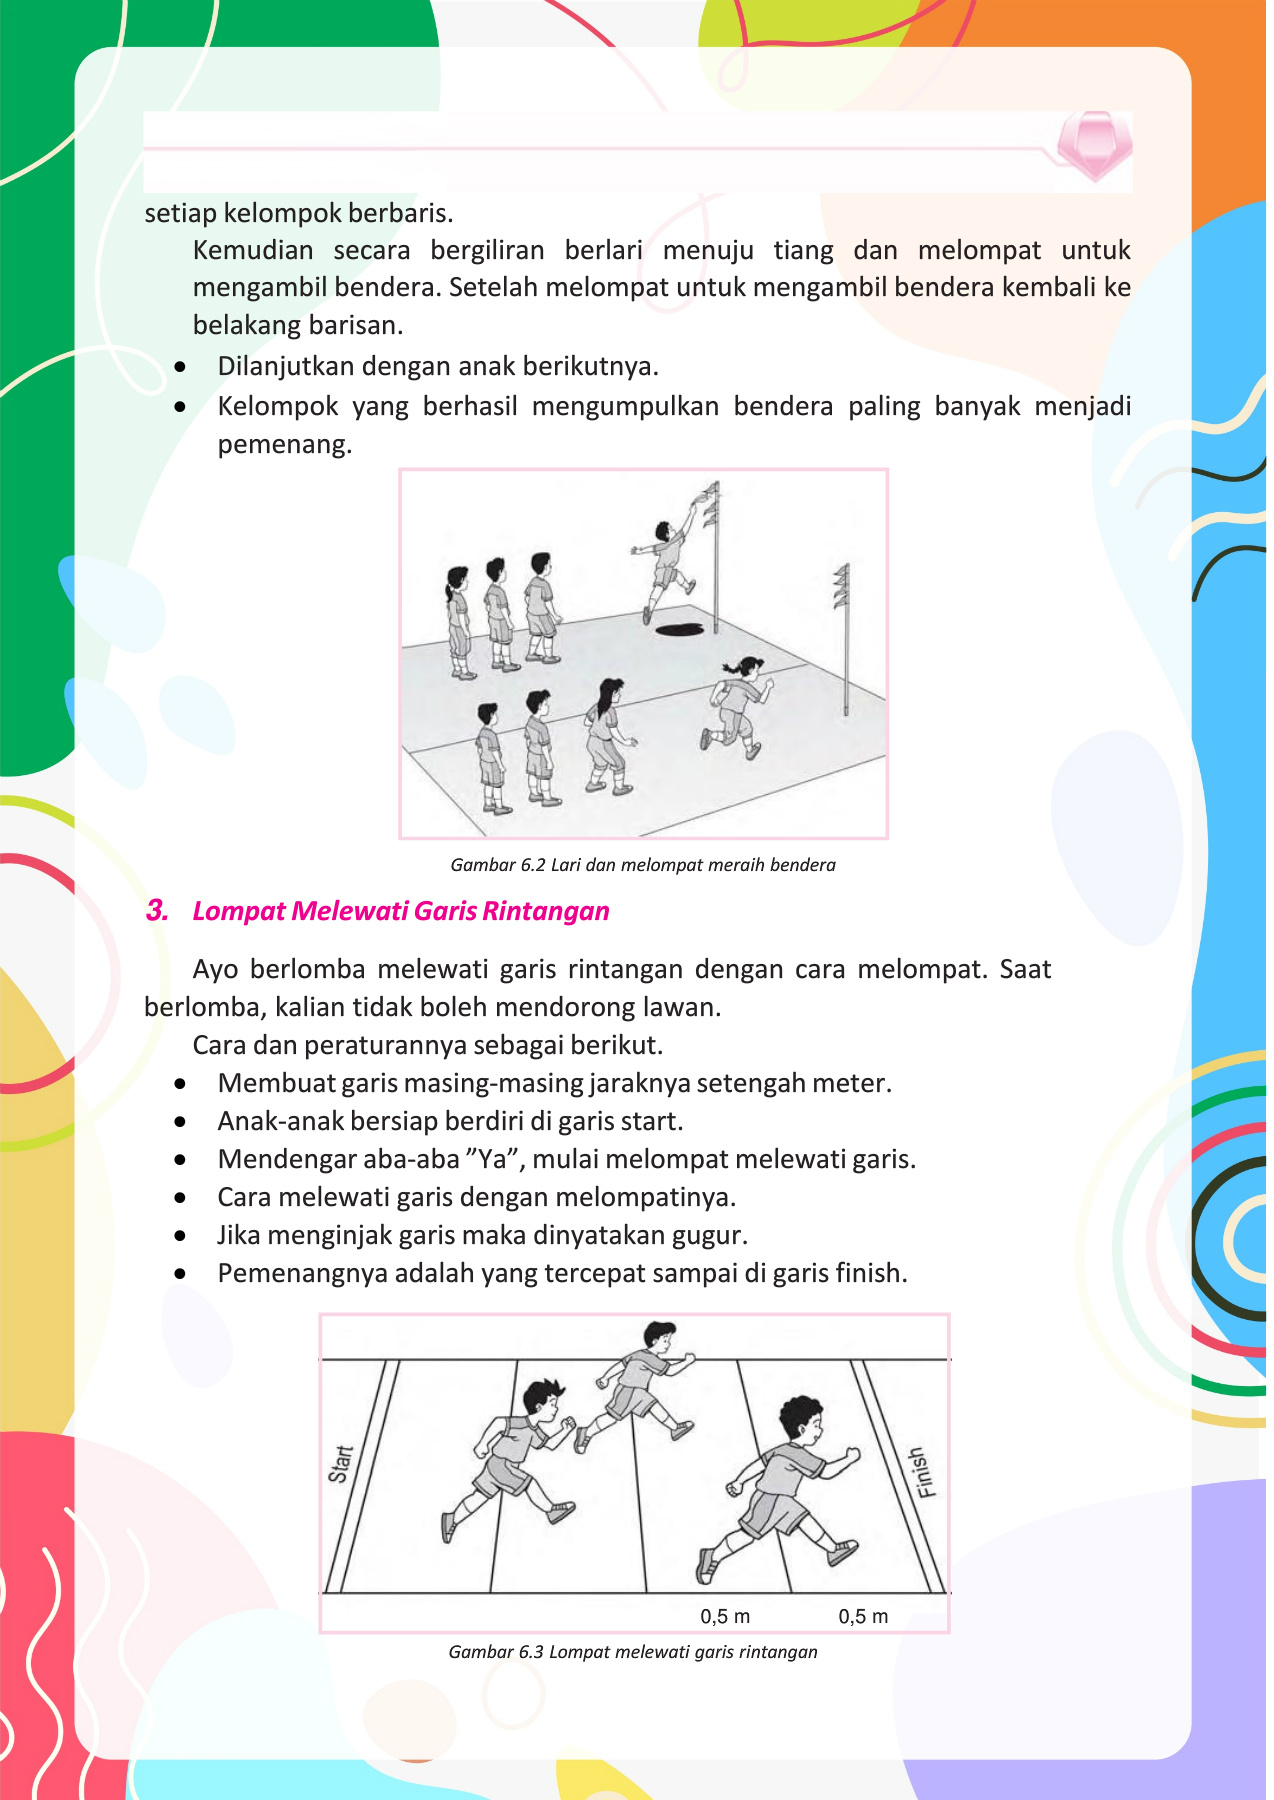 setiap kelompok berbaris.
Kemudian secara bergiliran berlari menuju tiang dan melompat untuk
mengambil bendera. Setelah melompat untuk mengambil bendera kembali ke
belakang barisan.
• Dilanjutkan dengan anak berikutnya.
• Kelompok yang berhasil mengumpulkan bendera paling banyak menjadi
pemenang.
Gambar 6.2 Lari dan melompat meraih bendera
3. Lompat Melewati Garis Rintangan
Ayo berlomba melewati garis rintangan dengan cara melompat. Saat
berlomba, kalian tidak boleh mendorong lawan.
Cara dan peraturannya sebagai berikut.
• Membuat garis masing-masing jaraknya setengah meter.
• Anak-anak bersiap berdiri di garis start.
• Mendengar aba-aba ”Ya”, mulai melompat melewati garis.
• Cara melewati garis dengan melompatinya.
• Jika menginjak garis maka dinyatakan gugur.
• Pemenangnya adalah yang tercepat sampai di garis finish.
Start
Finish
0,5 m 0,5 m
Gambar 6.3 Lompat melewati garis rintangan